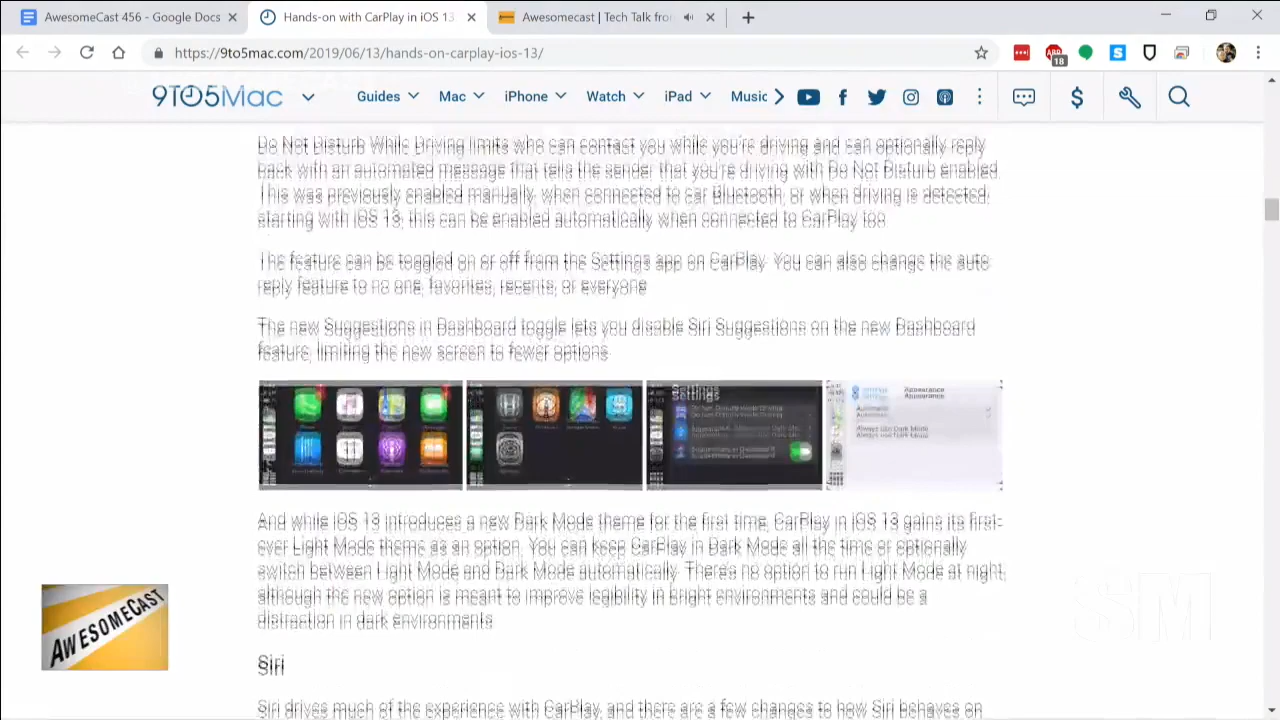 AwesomeCast 456 - Google Docs
Hands-on with CarPlay in iOS 13
Awesomecast | Tech Talk fro
https://9to5mac.com/2019/06/13/hands-on-carplay-ios-13/
18
9TO5Mac
Guides
Mac
iPhone
Watch
iPad
Music
Do Not Disturb While Driving limits who can contact you while you're driving and can optionally reply
back with an automated message that tells the sender that you're driving with Do Not Disturb enabled.
This was previously enabled manually, when connected to car Bluetooth, or when driving is detected;
starting with iOS 13, this can be enabled automatically when connected to CarPlay too
The feature can be toggled on or off from the Settings app on CarPlay. You can also change the auto-
reply feature to no one, favorites, recents, or everyone
The new Suggestions in Dashboard toggle lets you disable Siri Suggestions on the new Dashboard
feature, limiting the new screen to fewer options
Settings
Appearance
Automatic
Always use Dark Mode
And while iOS 13 introduces a new Dark Mode theme for the first time, CarPlay in iOS 13 gains its first-
ever Light Mode theme as an option. You can keep CarPlay in Dark Mode all the time or optionally
switch between Light Mode and Dark Mode automatically. There's no option to run Light Mode at night,
although the new option is meant to improve legibility in bright environments and could be a
distraction in dark environments
AWESOMECAST
SM
Siri
Siri drives much of the experience with CarPlay, and there are a few changes to how Siri behaves on